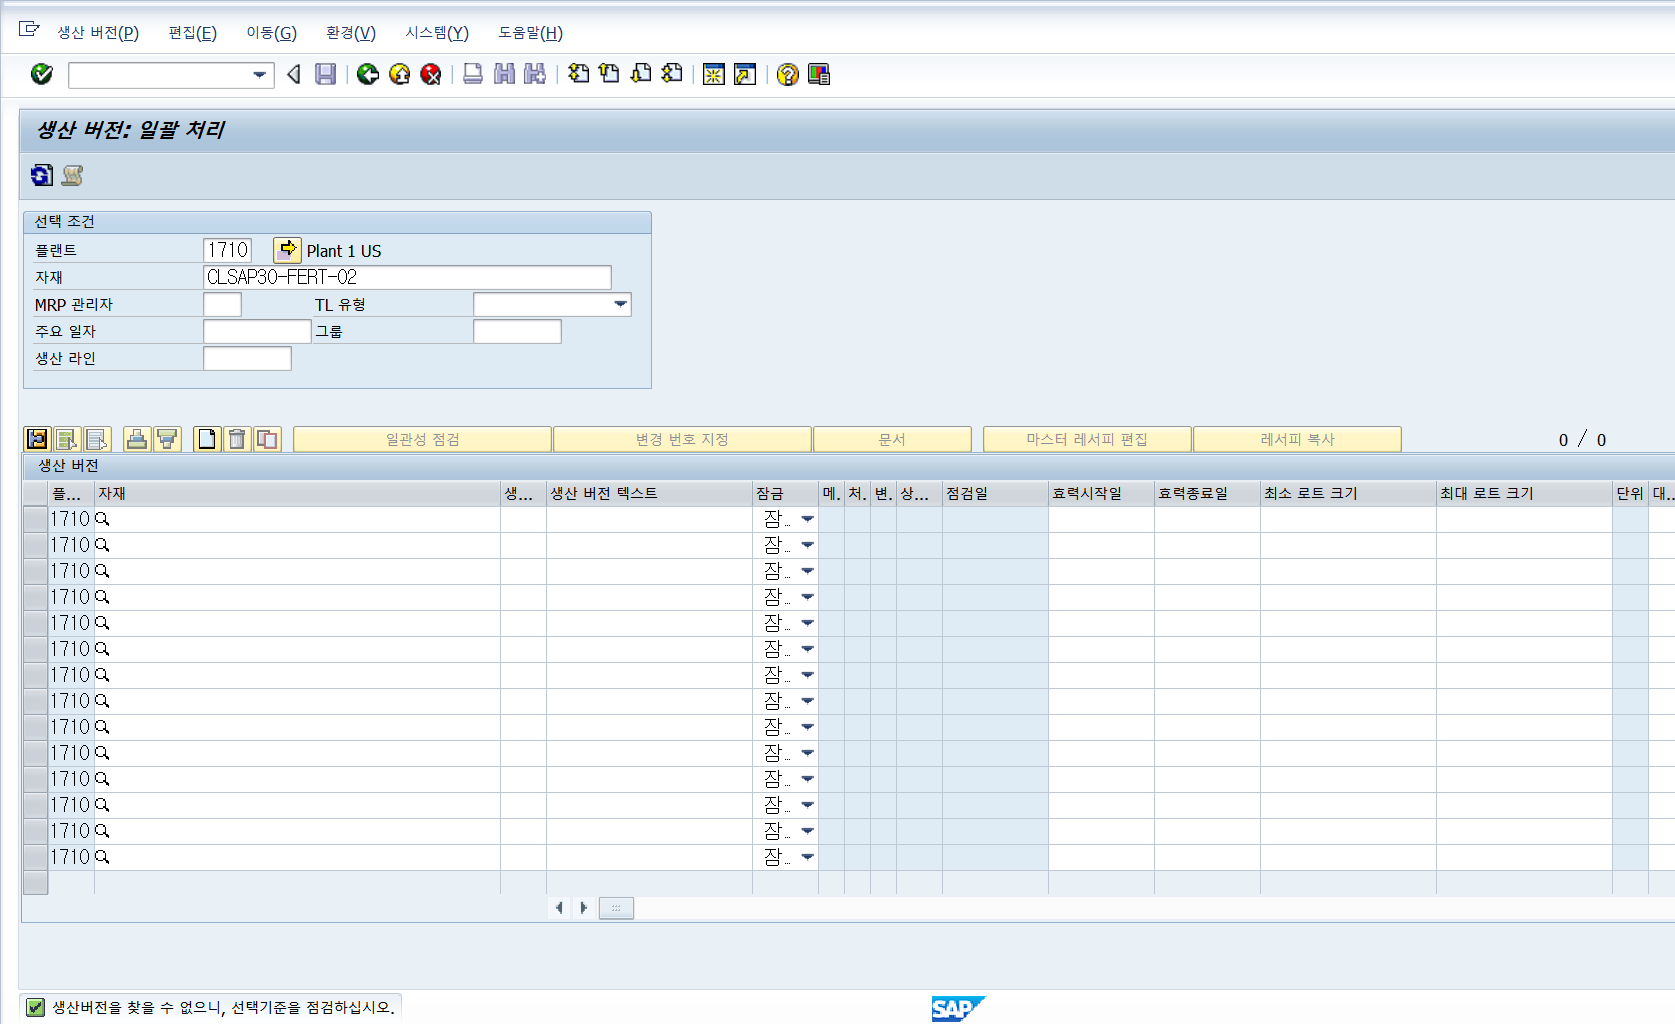 생산 버전(P) 편집(E) 이동(G) 환경(V) 시스템(Y) 도움말(H)
생산 버전: 일괄 처리
선택 조건
플랜트 1710 Plant 1 US
자재 CLSAP30-FERT-02
MRP 관리자 TL 유형
주요 일자 그룹
생산 라인
일관성 점검 변경 번호 지정 문서 마스터 레서피 편집 레서피 복사 0 / 0
생산 버전
플... 자재 생... 생산 버전 텍스트 잠금 메. 처. 변. 상... 점검일 효력시작일 효력종료일 최소 로트 크기 최대 로트 크기 단위 대...
1710 잠...
1710 잠...
1710 잠...
1710 잠...
1710 잠...
1710 잠...
1710 잠...
1710 잠...
1710 잠...
1710 잠...
1710 잠...
1710 잠...
1710 잠...
1710 잠...
생산버전을 찾을 수 없으니, 선택기준을 점검하십시오.
SAP